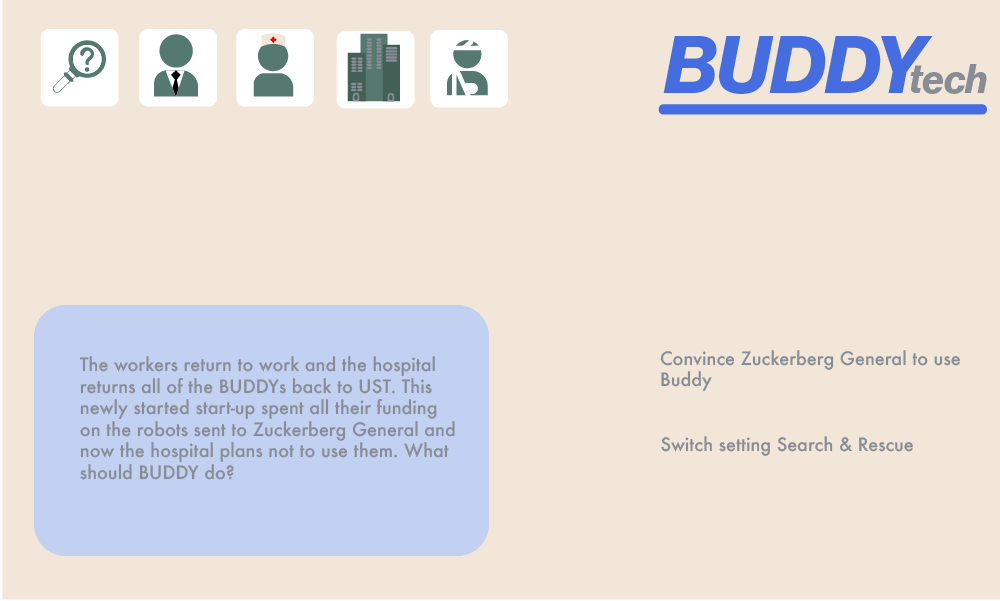 BUDDYtech
The workers return to work and the hospital
returns all of the BUDDYs back to UST. This
newly started start-up spent all their funding
on the robots sent to Zuckerberg General and
now the hospital plans not to use them. What
should BUDDY do?
Convince Zuckerberg General to use
Buddy
Switch setting Search & Rescue
?